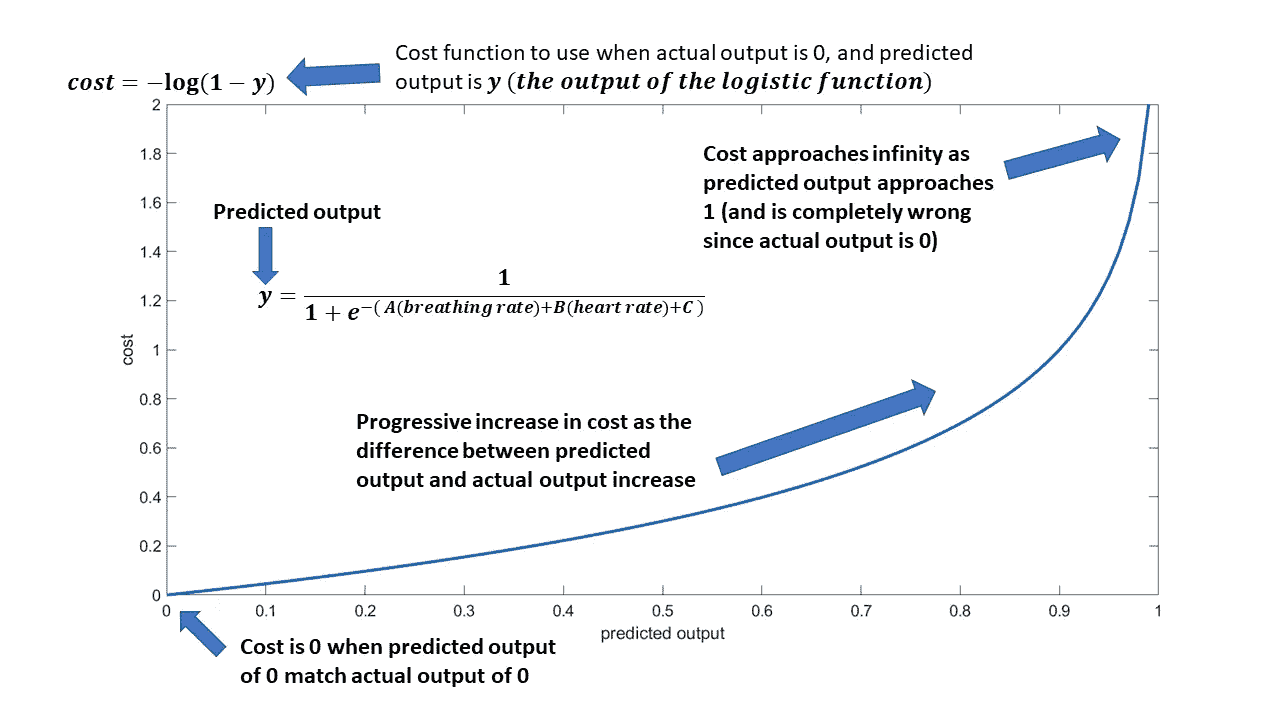 Cost function to use when actual output is 0, and predicted
output is y (the output of the logistic function)
cost = −log(1 − y)
Cost approaches infinity as
predicted output approaches
1 (and is completely wrong
since actual output is 0)
Predicted output
y = 1 / (1 + e^−( A(breathing rate)+B(heart rate)+C ))
Progressive increase in cost as the
difference between predicted
output and actual output increase
cost
2
1.8
1.6
1.4
1.2
1
0.8
0.6
0.4
0.2
0
0 0.1 0.2 0.3 0.4 0.5 0.6 0.7 0.8 0.9 1
predicted output
Cost is 0 when predicted output
of 0 match actual output of 0